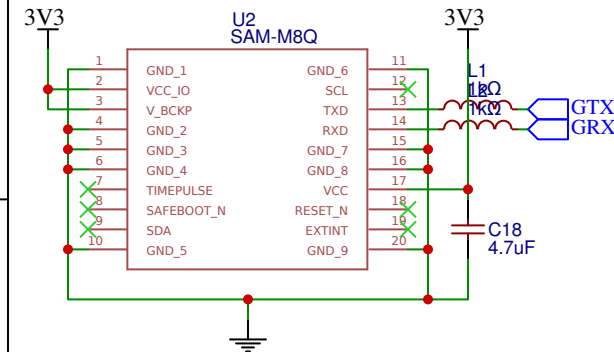 3V3
U2
SAM-M8Q
3V3
1 GND_1
2 VCC_IO
3 V_BCKP
4 GND_2
5 GND_3
6 GND_4
7 TIMEPULSE
8 SAFEBOOT_N
9 SDA
10 GND_5
GND_6 11
SCL 12
TXD 13
RXD 14
GND_7 15
GND_8 16
VCC 17
RESET_N 18
EXTINT 19
GND_9 20
L1
1KΩ
GTX
GRX
C18
4.7uF